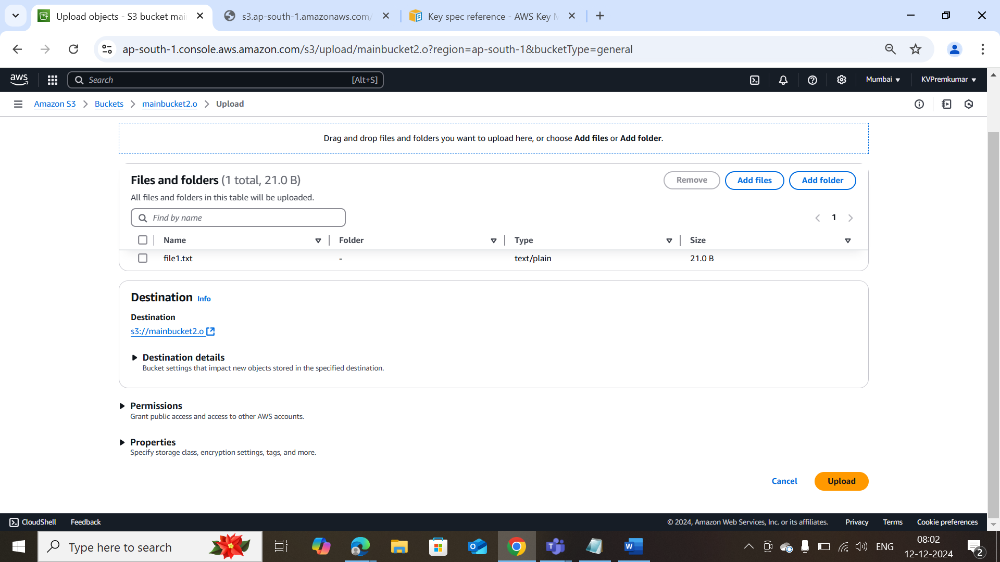 Upload objects - S3 bucket mai
s3.ap-south-1.amazonaws.com/
Key spec reference - AWS Key M
ap-south-1.console.aws.amazon.com/s3/upload/mainbucket2.o?region=ap-south-1&bucketType=general
aws
Search
[Alt+S]
Mumbai
KVPremkumar
Amazon S3
Buckets
mainbucket2.o
Upload
Drag and drop files and folders you want to upload here, or choose Add files or Add folder.
Files and folders (1 total, 21.0 B)
Remove
Add files
Add folder
All files and folders in this table will be uploaded.
Find by name
1
Name
Folder
Type
Size
file1.txt
-
text/plain
21.0 B
Destination Info
Destination
s3://mainbucket2.o
Destination details
Bucket settings that impact new objects stored in the specified destination.
Permissions
Grant public access and access to other AWS accounts.
Properties
Specify storage class, encryption settings, tags, and more.
Cancel
Upload
CloudShell
Feedback
© 2024, Amazon Web Services, Inc. or its affiliates.
Privacy
Terms
Cookie preferences
Type here to search
ENG
08:02
12-12-2024
2